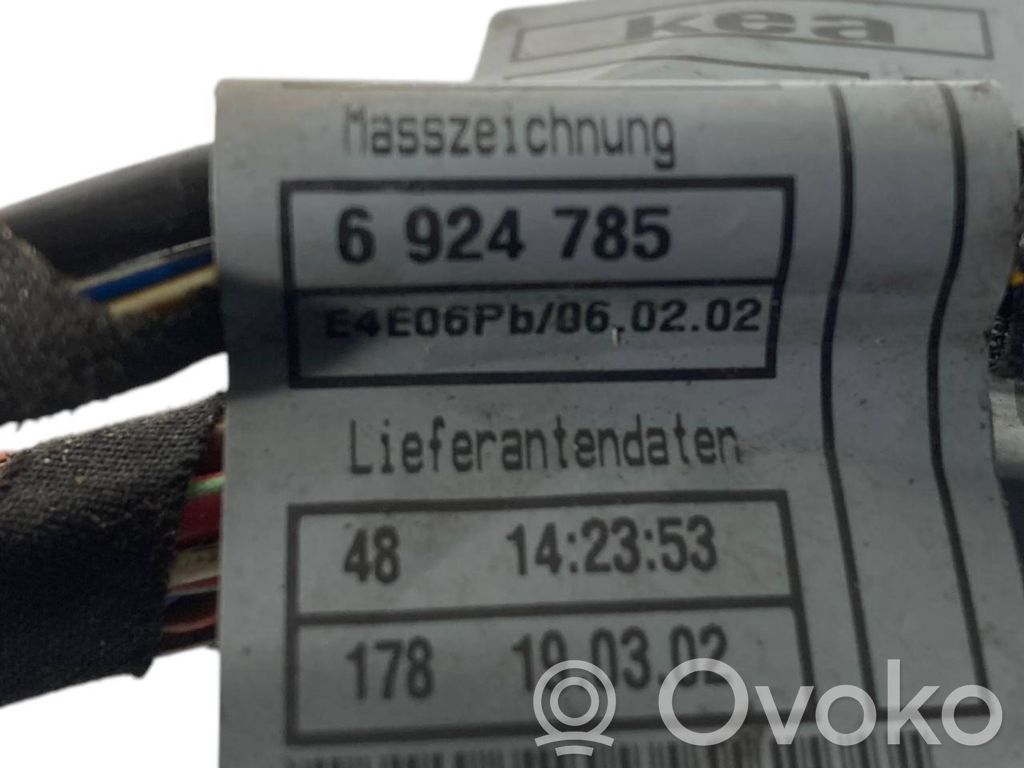 kea
Masszeichnung
6 924 785
E4E06Pb/06.02.02
Lieferantendaten
48 14:23:53
178 19.03.02
Ovoko